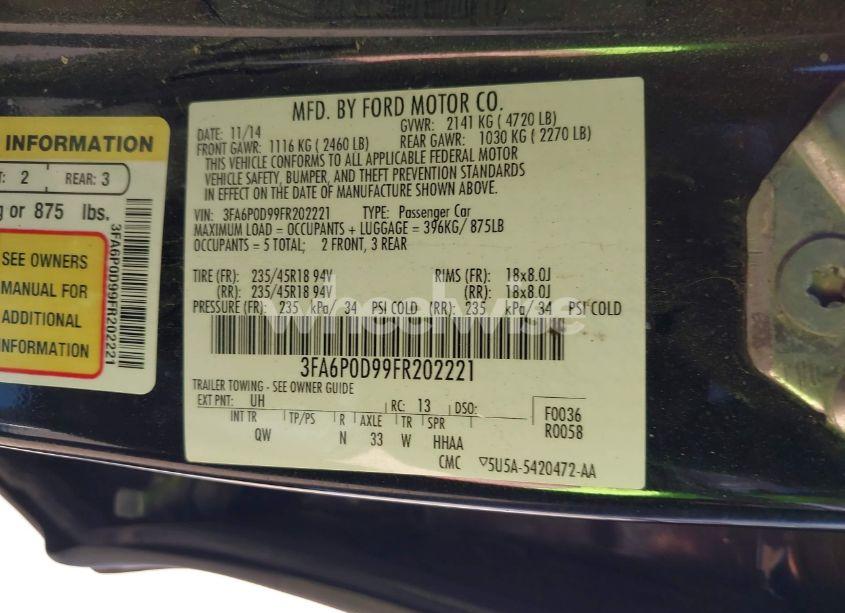 INFORMATION
2
REAR: 3
or 875 lbs.
SEE OWNERS
MANUAL FOR
ADDITIONAL
INFORMATION
3FA6P0D99FR202221
MFD. BY FORD MOTOR CO.
DATE: 11/14
GVWR: 2141 KG ( 4720 LB)
FRONT GAWR: 1116 KG ( 2460 LB)
REAR GAWR: 1030 KG ( 2270 LB)
THIS VEHICLE CONFORMS TO ALL APPLICABLE FEDERAL MOTOR
VEHICLE SAFETY, BUMPER, AND THEFT PREVENTION STANDARDS
IN EFFECT ON THE DATE OF MANUFACTURE SHOWN ABOVE.
VIN: 3FA6P0D99FR202221 TYPE: Passenger Car
MAXIMUM LOAD = OCCUPANTS + LUGGAGE = 396KG/ 875LB
OCCUPANTS = 5 TOTAL; 2 FRONT, 3 REAR
TIRE (FR): 235/45R18 94V RIMS (FR): 18x8.0J
(RR): 235/45R18 94V (RR): 18x8.0J
PRESSURE (FR): 235 kPa/ 34 PSI COLD (RR): 235 kPa/ 34 PSI COLD
wheelwise
3FA6P0D99FR202221
TRAILER TOWING - SEE OWNER GUIDE
EXT PNT: UH RC: 13 DSO: F0036
INT TR TP/PS R AXLE TR SPR R0058
QW N 33 W HHAA
CMC ▽5U5A-5420472-AA